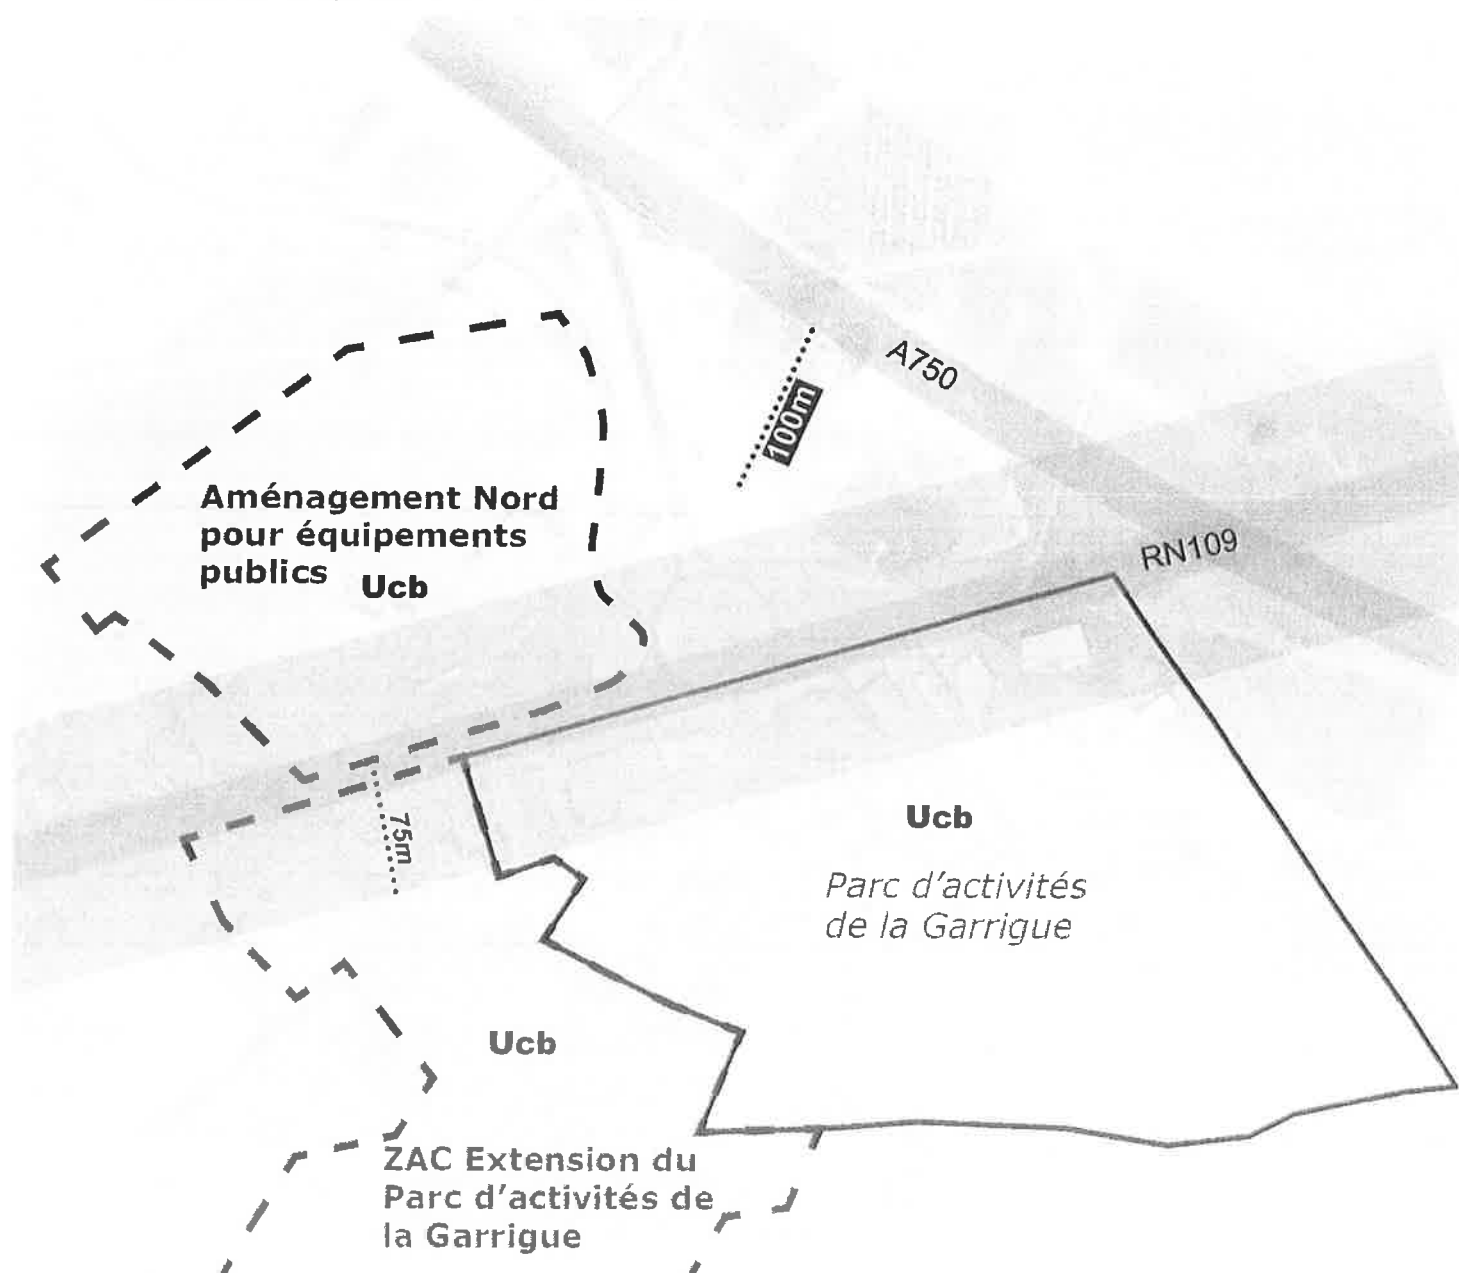 A750
100m
Aménagement Nord
pour équipements
publics
Ucb
RN109
75m
Ucb
Parc d'activités
de la Garrigue
Ucb
ZAC Extension du
Parc d'activités de
la Garrigue